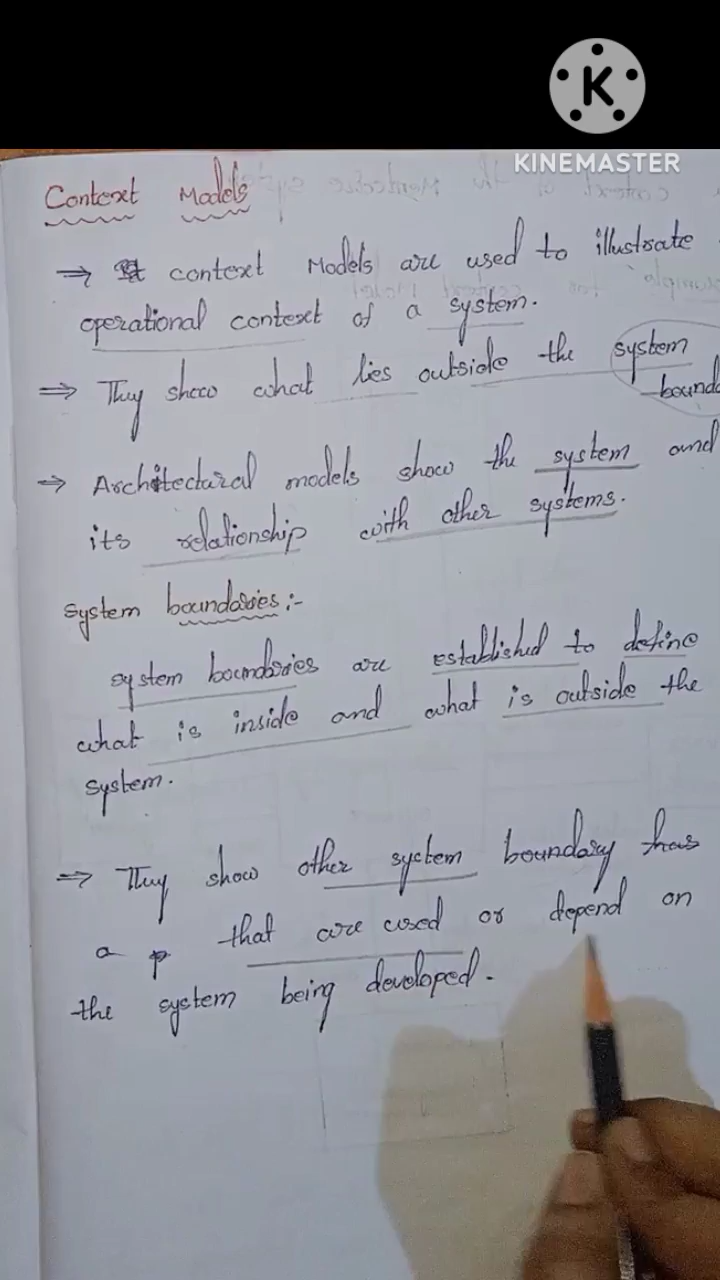 K
KINEMASTER
Context Models
⇒ context Models are used to illustrate
operational context of a system.
⇒ They show what lies outside the system
bound
⇒ Architectural models show the system and
its relationship with other systems.
System boundaries:-
system boundaries are established to define
what is inside and what is outside the
system.
⇒ They show other system boundary has
a p that are used or depend on
the system being developed.